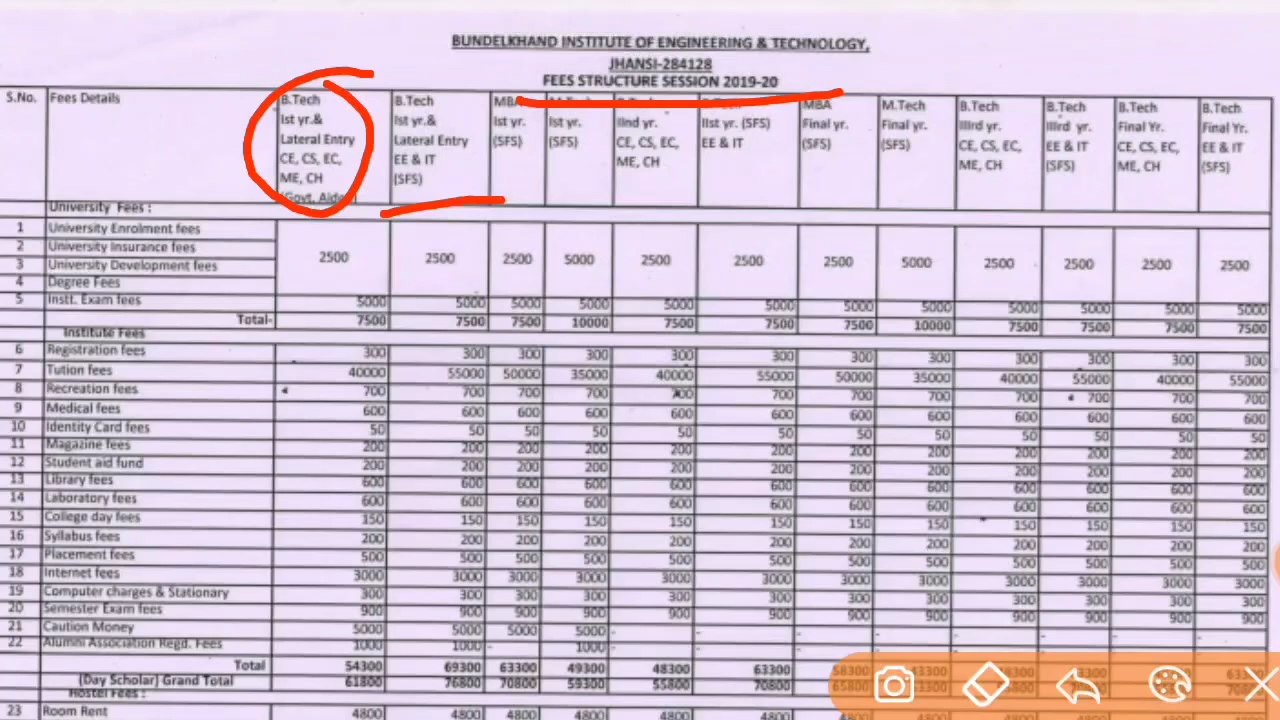 BUNDELKHAND INSTITUTE OF ENGINEERING & TECHNOLOGY,
JHANSI-284128
FEES STRUCTURE SESSION 2019-20
S.No. Fees Details B.Tech Ist yr.& Lateral Entry CE, CS, EC, ME, CH (Govt. Aided) B.Tech Ist yr.& Lateral Entry EE & IT (SFS) MBA Ist yr. (SFS) M.Tech Ist yr. (SFS) IInd yr. CE, CS, EC, ME, CH B.Tech IIst yr. (SFS) EE & IT MBA Final yr. (SFS) M.Tech Final yr. (SFS) B.Tech IIIrd yr. CE, CS, EC, ME, CH B.Tech IIIrd yr. EE & IT (SFS) B.Tech Final Yr. CE, CS, EC, ME, CH B.Tech Final Yr. EE & IT (SFS)
University Fees :
1 University Enrolment fees
2 University Insurance fees 2500 2500 2500 5000 2500 2500 2500 5000 2500 2500 2500 2500
3 University Development fees
4 Degree Fees
5 Instt. Exam fees 5000 5000 5000 5000 5000 5000 5000 5000 5000 5000 5000 5000
Total- 7500 7500 7500 10000 7500 7500 7500 10000 7500 7500 7500 7500
Institute Fees
6 Registration fees 300 300 300 300 300 300 300 300 300 300 300 300
7 Tution fees 40000 55000 50000 35000 40000 55000 50000 35000 40000 55000 40000 55000
8 Recreation fees 700 700 700 700 700 700 700 700 700 700 700 700
9 Medical fees 600 600 600 600 600 600 600 600 600 600 600 600
10 Identity Card fees 50 50 50 50 50 50 50 50 50 50 50 50
11 Magazine fees 200 200 200 200 200 200 200 200 200 200 200 200
12 Student aid fund 200 200 200 200 200 200 200 200 200 200 200 200
13 Library fees 600 600 600 600 600 600 600 600 600 600 600 600
14 Laboratory fees 600 600 600 600 600 600 600 600 600 600 600 600
15 College day fees 150 150 150 150 150 150 150 150 150 150 150 150
16 Syllabus fees 200 200 200 200 200 200 200 200 200 200 200 200
17 Placement fees 500 500 500 500 500 500 500 500 500 500 500 500
18 Internet fees 3000 3000 3000 3000 3000 3000 3000 3000 3000 3000 3000 3000
19 Computer charges & Stationary 300 300 300 300 300 300 300 300 300 300 300 300
20 Semester Exam fees 900 900 900 900 900 900 900 900 900 900 900 900
21 Caution Money 5000 5000 5000 5000 - - - - - - - -
22 Alumni Association Regd. Fees 1000 1000 - 1000 - - - - - - - -
Total 54300 69300 63300 49300 48300 63300 58300
(Day Scholar) Grand Total 61800 76800 70800 59300 55800 70800 65800
Hostel Fees :
23 Room Rent 4800 4800 4800 4800 4800 4800 4800 4800 4800 4800 4800 4800